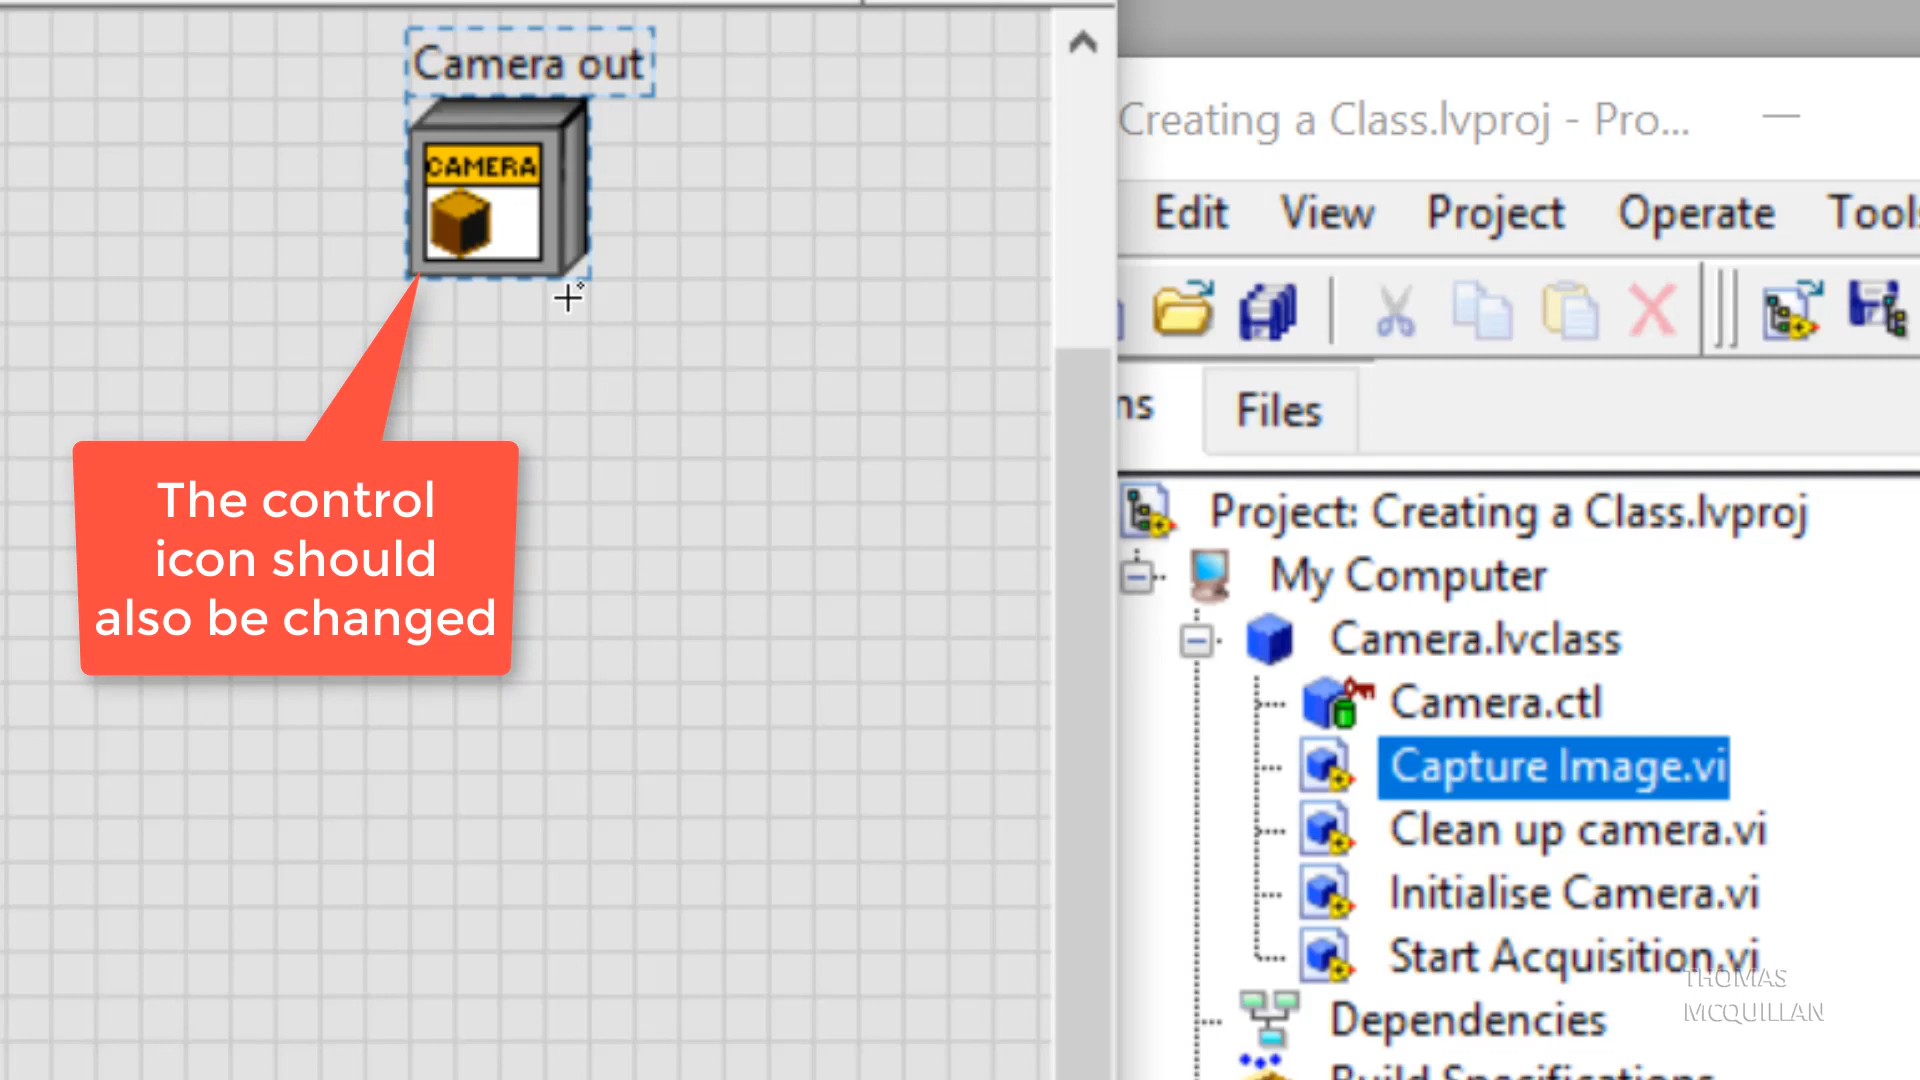 Camera out
CAMERA
The control
icon should
also be changed
Creating a Class.lvproj - Pro...
Edit View Project Operate
Files
Project: Creating a Class.lvproj
My Computer
Camera.lvclass
Camera.ctl
Capture Image.vi
Clean up camera.vi
Initialise Camera.vi
Start Acquisition.vi
THOMAS
MCQUILLAN
Dependencies
Build Specifications